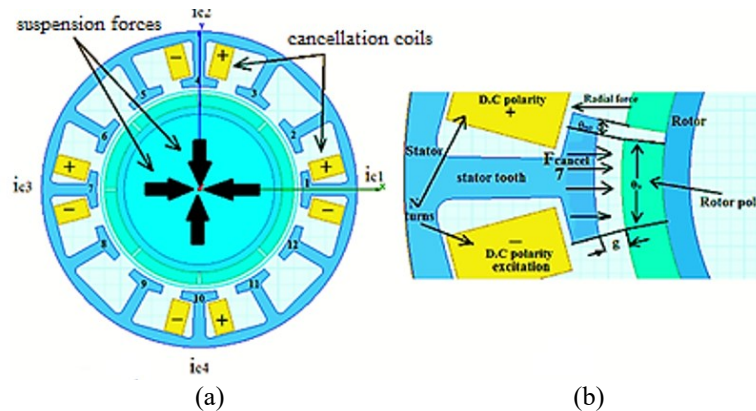 suspension forces
ic2
cancellation coils
− +
4
5 3
6 2
+ +
ic3 7 1 ic1
x
− −
8 12
9 11
10
− +
ic4
(a)
D.C polarity
+
Radial force
Rotor
Stator
F cancel
7
stator tooth
Rotor pol
turns
−
D.C polarity
excitation
g
(b)